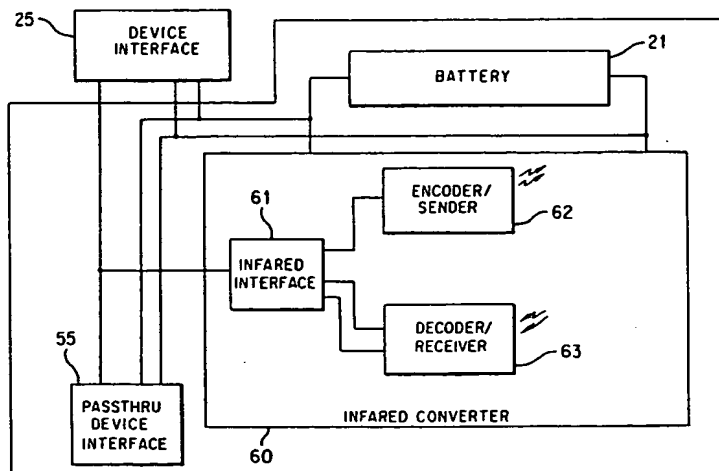 25
DEVICE
INTERFACE
21
BATTERY
61
ENCODER/
SENDER
62
INFARED
INTERFACE
DECODER/
RECEIVER
63
55
PASSTHRU
DEVICE
INTERFACE
INFARED CONVERTER
60